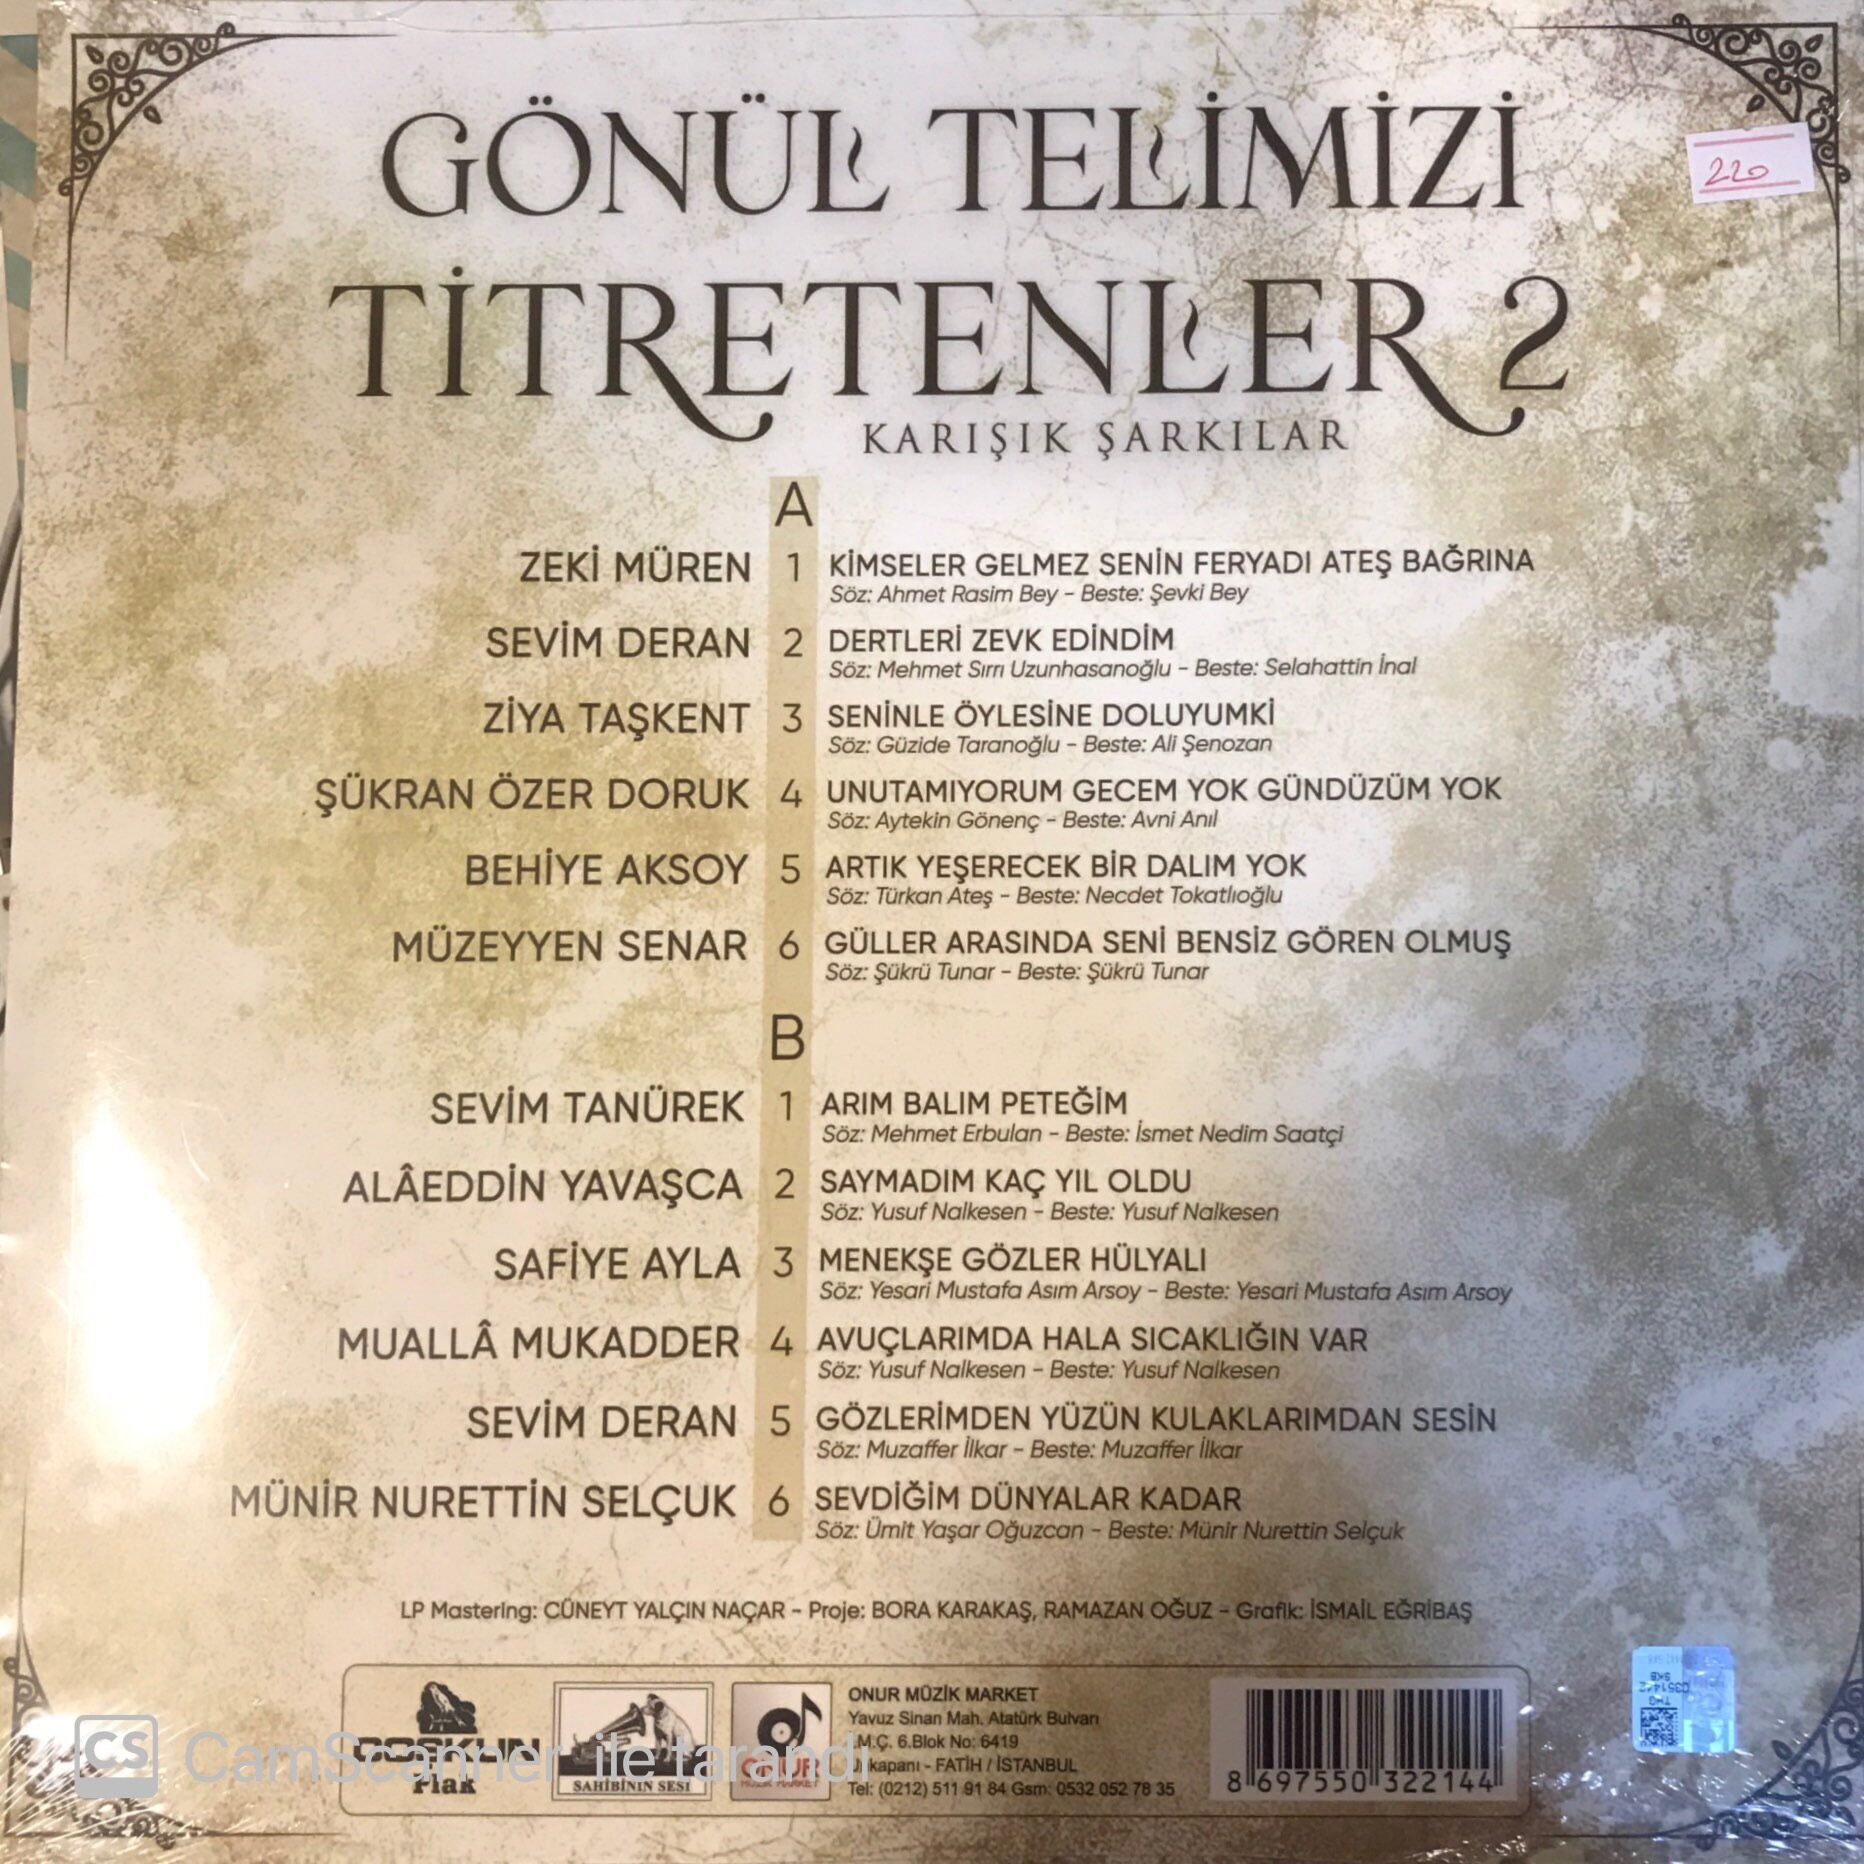 GÖNÜL TELİMİZİ
220
TİTRETENLER 2
KARIŞIK ŞARKILAR
A
ZEKİ MÜREN 1 KİMSELER GELMEZ SENİN FERYADI ATEŞ BAĞRINA
Söz: Ahmet Rasim Bey - Beste: Şevki Bey
SEVİM DERAN 2 DERTLERİ ZEVK EDİNDİM
Söz: Mehmet Sırrı Uzunhasanoğlu - Beste: Selahattin İnal
ZİYA TAŞKENT 3 SENİNLE ÖYLESİNE DOLUYUMKİ
Söz: Güzide Taranoğlu - Beste: Ali Şenozan
ŞÜKRAN ÖZER DORUK 4 UNUTAMIYORUM GECEM YOK GÜNDÜZÜM YOK
Söz: Aytekin Gönenç - Beste: Avni Anıl
BEHİYE AKSOY 5 ARTIK YEŞERECEK BİR DALIM YOK
Söz: Türkan Ateş - Beste: Necdet Tokatlıoğlu
MÜZEYYEN SENAR 6 GÜLLER ARASINDA SENİ BENSİZ GÖREN OLMUŞ
Söz: Şükrü Tunar - Beste: Şükrü Tunar
B
SEVİM TANÜREK 1 ARIM BALIM PETEĞİM
Söz: Mehmet Erbulan - Beste: İsmet Nedim Saatçi
ALÂEDDİN YAVAŞCA 2 SAYMADIM KAÇ YIL OLDU
Söz: Yusuf Nalkesen - Beste: Yusuf Nalkesen
SAFİYE AYLA 3 MENEKŞE GÖZLER HÜLYALI
Söz: Yesari Mustafa Asım Arsoy - Beste: Yesari Mustafa Asım Arsoy
MUALLÂ MUKADDER 4 AVUÇLARIMDA HALA SICAKLIĞIN VAR
Söz: Yusuf Nalkesen - Beste: Yusuf Nalkesen
SEVİM DERAN 5 GÖZLERİMDEN YÜZÜN KULAKLARIMDAN SESİN
Söz: Muzaffer İlkar - Beste: Muzaffer İlkar
MÜNİR NURETTİN SELÇUK 6 SEVDİĞİM DÜNYALAR KADAR
Söz: Ümit Yaşar Oğuzcan - Beste: Münir Nurettin Selçuk
LP Mastering: CÜNEYT YALÇIN NAÇAR - Proje: BORA KARAKAŞ, RAMAZAN OĞUZ - Grafik: İSMAİL EĞRİBAŞ
COŞKUN
Plak
SAHİBİNİN SESİ
ONUR
MÜZİK MARKET
ONUR MÜZİK MARKET
Yavuz Sinan Mah. Atatürk Bulvarı
.M.Ç. 6.Blok No: 6419
kapanı - FATİH / İSTANBUL
Tel: (0212) 511 91 84 Gsm: 0532 052 78 35
8 697550 322144
THG
0351442
SKB
CS CamScanner ile tarandı